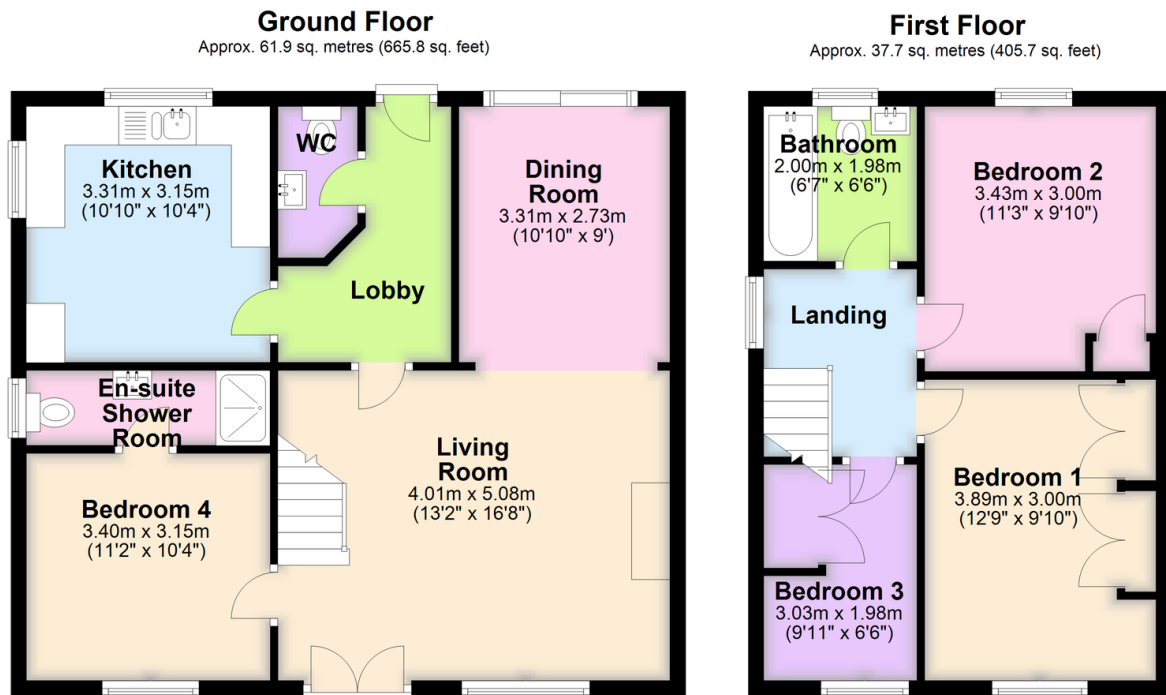 Ground Floor
Approx. 61.9 sq. metres (665.8 sq. feet)
Kitchen
3.31m x 3.15m
(10'10" x 10'4")
WC
Lobby
Dining
Room
3.31m x 2.73m
(10'10" x 9')
En-suite
Shower
Room
Bedroom 4
3.40m x 3.15m
(11'2" x 10'4")
Living
Room
4.01m x 5.08m
(13'2" x 16'8")
First Floor
Approx. 37.7 sq. metres (405.7 sq. feet)
Bathroom
2.00m x 1.98m
(6'7" x 6'6")
Bedroom 2
3.43m x 3.00m
(11'3" x 9'10")
Landing
Bedroom 1
3.89m x 3.00m
(12'9" x 9'10")
Bedroom 3
3.03m x 1.98m
(9'11" x 6'6")